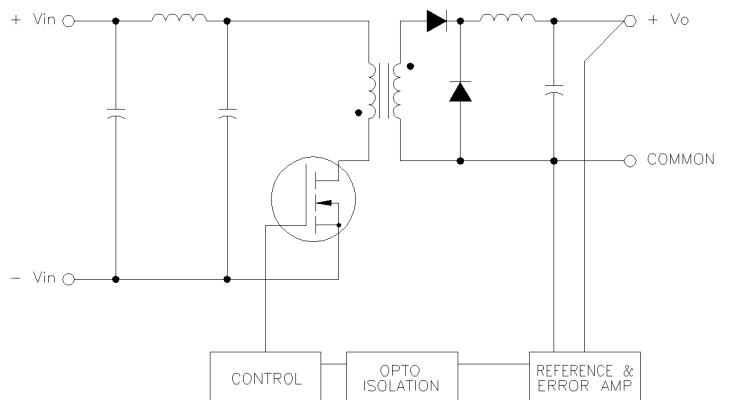 + Vin
+ Vo
COMMON
− Vin
CONTROL
OPTO
ISOLATION
REFERENCE &
ERROR AMP